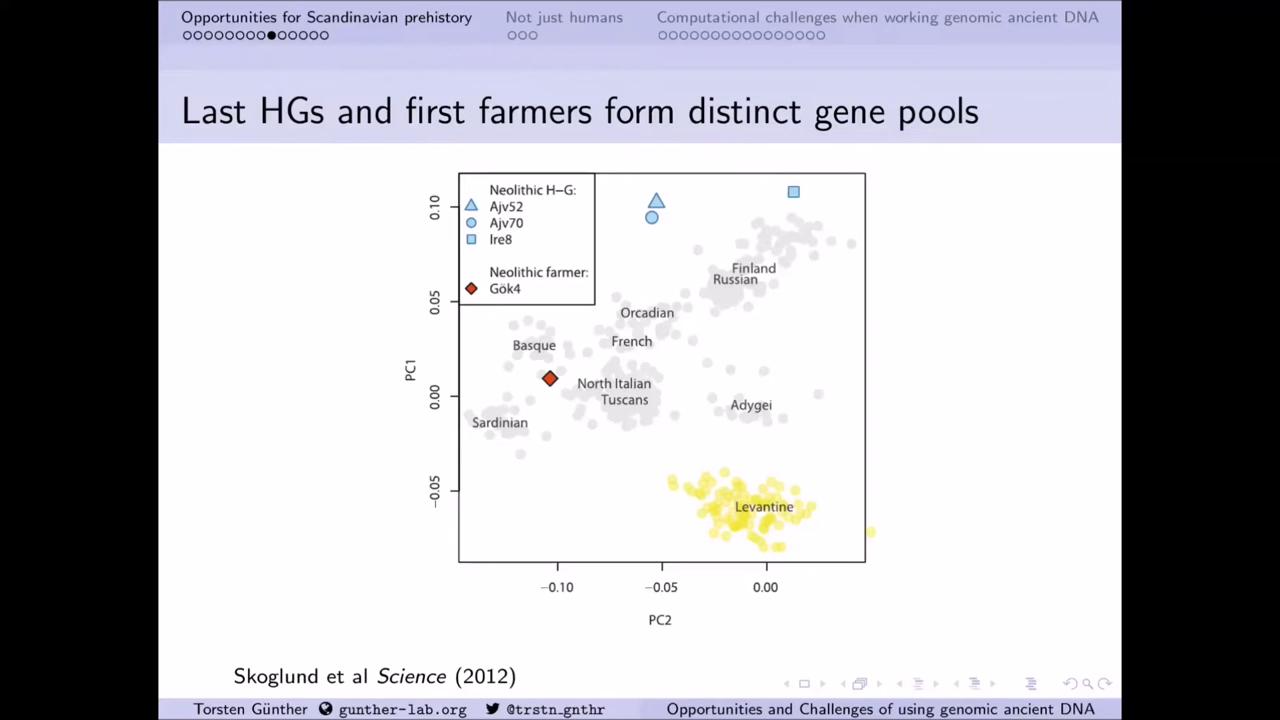 Opportunities for Scandinavian prehistory Not just humans Computational challenges when working genomic ancient DNA
Last HGs and first farmers form distinct gene pools
Neolithic H–G:
Ajv52
Ajv70
Ire8
Neolithic farmer:
Gök4
Finland
Russian
Orcadian
French
Basque
North Italian
Tuscans
Adygei
Sardinian
Levantine
PC1
0.10
0.05
0.00
−0.05
−0.10 −0.05 0.00
PC2
Skoglund et al Science (2012)
Torsten Günther gunther-lab.org @trstn_gnthr Opportunities and Challenges of using genomic ancient DNA